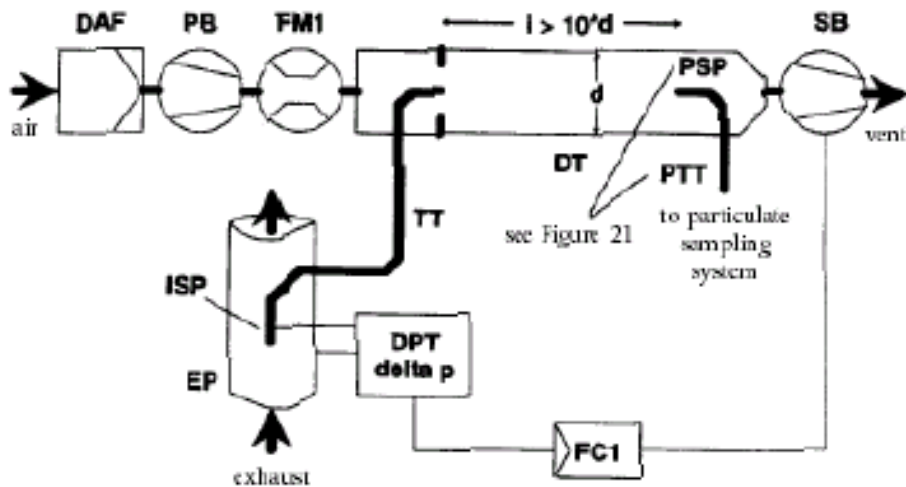 DAF PB FM1 l > 10*d SB
air
d
PSP
vent
DT
PTT
TT
see Figure 21
to particulate
sampling
system
ISP
DPT
delta p
EP
FC1
exhaust